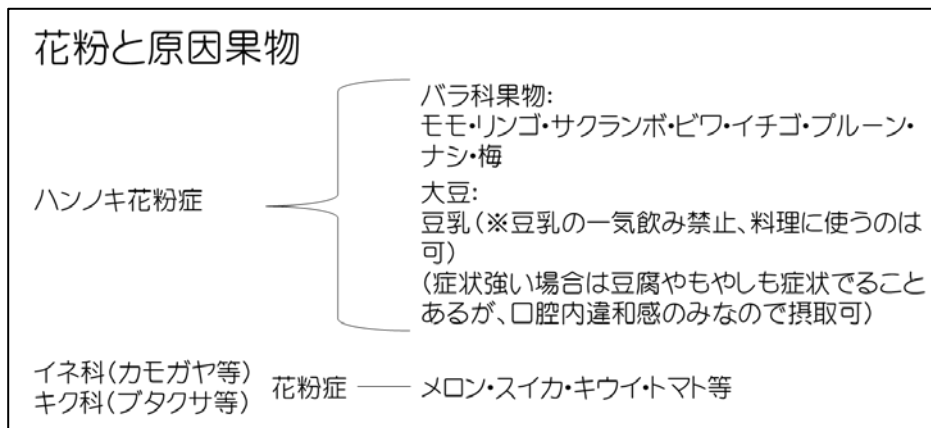 花粉と原因果物
バラ科果物:
モモ・リンゴ・サクランボ・ビワ・イチゴ・プルーン・
ナシ・梅
ハンノキ花粉症
大豆:
豆乳(※豆乳の一気飲み禁止、料理に使うのは
可)
(症状強い場合は豆腐やもやしも症状でること
あるが、口腔内違和感のみなので摂取可)
イネ科(カモガヤ等)
キク科(ブタクサ等)
花粉症
メロン・スイカ・キウイ・トマト等